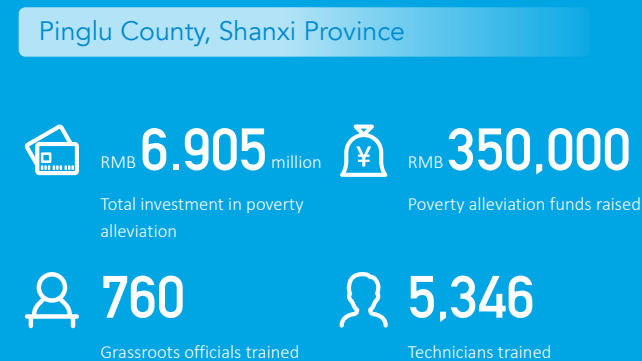 Pinglu County, Shanxi Province
RMB 6.905 million
RMB 350,000
Total investment in poverty
alleviation
Poverty alleviation funds raised
760
5,346
Grassroots officials trained
Technicians trained